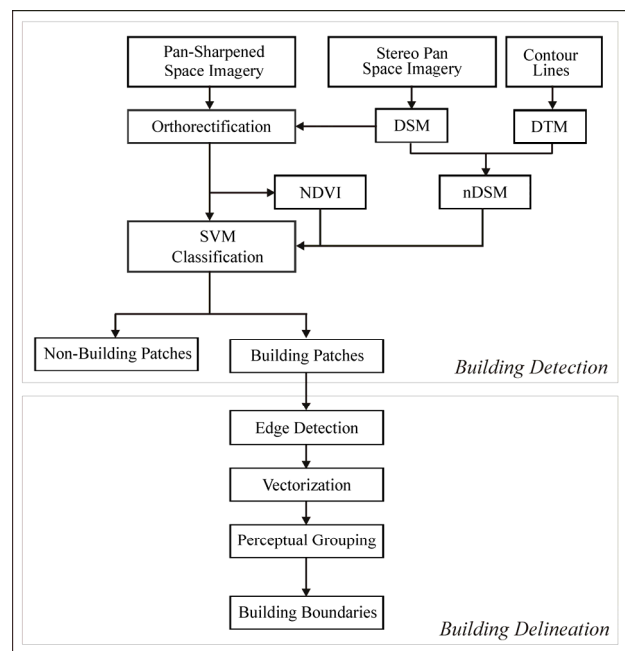 Pan-Sharpened
Space Imagery
Stereo Pan
Space Imagery
Contour
Lines
Orthorectification
DSM
DTM
NDVI
nDSM
SVM
Classification
Non-Building Patches
Building Patches
Building Detection
Edge Detection
Vectorization
Perceptual Grouping
Building Boundaries
Building Delineation